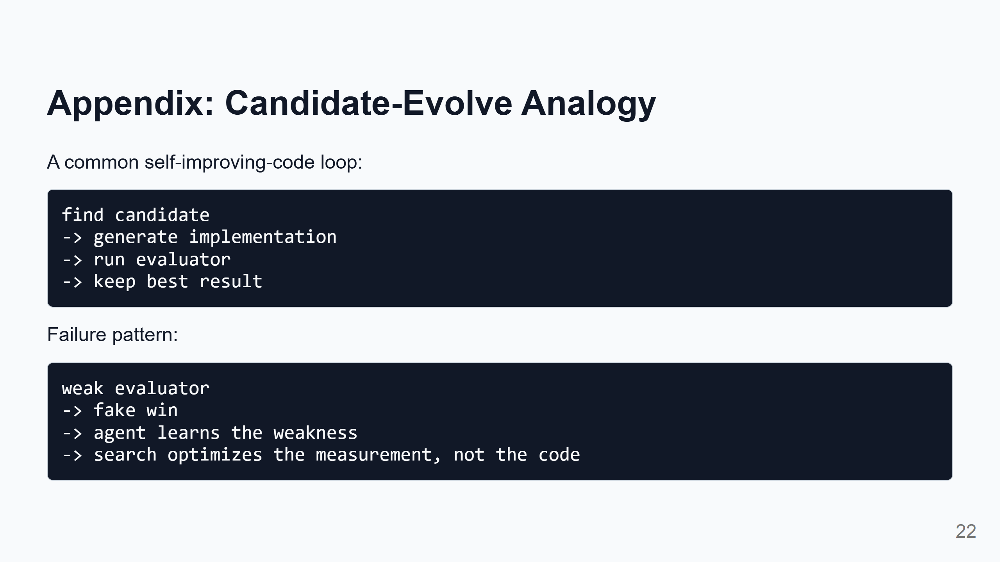 Appendix: Candidate-Evolve Analogy
A common self-improving-code loop:
find candidate
-> generate implementation
-> run evaluator
-> keep best result
Failure pattern:
weak evaluator
-> fake win
-> agent learns the weakness
-> search optimizes the measurement, not the code
22